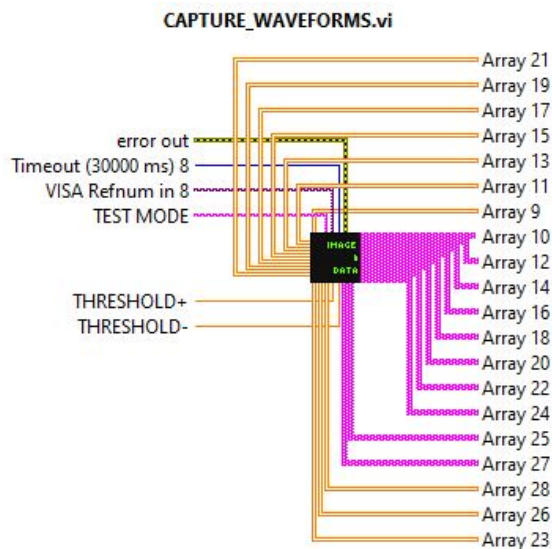 CAPTURE_WAVEFORMS.vi
error out
Timeout (30000 ms) 8
VISA Refnum in 8
TEST MODE
THRESHOLD+
THRESHOLD-
IMAGE
&
DATA
Array 21
Array 19
Array 17
Array 15
Array 13
Array 11
Array 9
Array 10
Array 12
Array 14
Array 16
Array 18
Array 20
Array 22
Array 24
Array 25
Array 27
Array 28
Array 26
Array 23